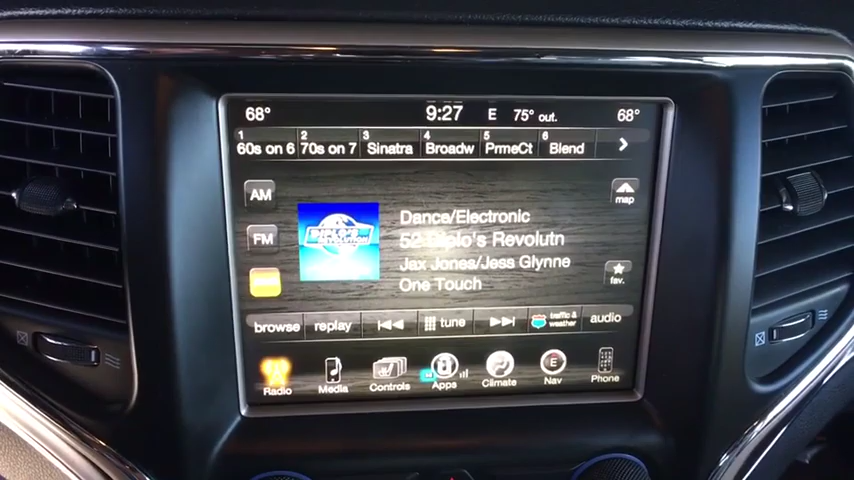 68° 9:27 E 75° out. 68°
1 2 3 4 5 6
60s on 6 70s on 7 Sinatra Broadw PrmeCt Blend
AM
map
Dance/Electronic
FM
DIPLO'S
REVOLUTION
52 Diplo's Revolutn
Jax Jones/Jess Glynne
fav.
One Touch
browse replay tune traffic & weather audio
Radio Media Controls Apps Climate E Nav Phone